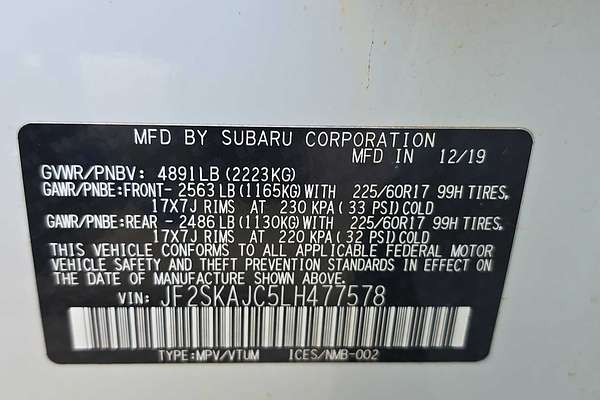 MFD BY SUBARU CORPORATION
MFD IN 12/19
GVWR/PNBV: 4891LB (2223KG)
GAWR/PNBE:FRONT- 2563 LB (1165KG) WITH 225/60R17 99H TIRES,
17X7J RIMS AT 230 KPA (33 PSI) COLD
GAWR/PNBE:REAR - 2486 LB (1130KG) WITH 225/60R17 99H TIRES,
17X7J RIMS AT 220 KPA (32 PSI) COLD
THIS VEHICLE CONFORMS TO ALL APPLICABLE FEDERAL MOTOR
VEHICLE SAFETY AND THEFT PREVENTION STANDARDS IN EFFECT
ON THE DATE OF MANUFACTURE SHOWN ABOVE.
VIN: JF2SKAJC5LH477578
TYPE:MPV/VTUM ICES/NMB-002